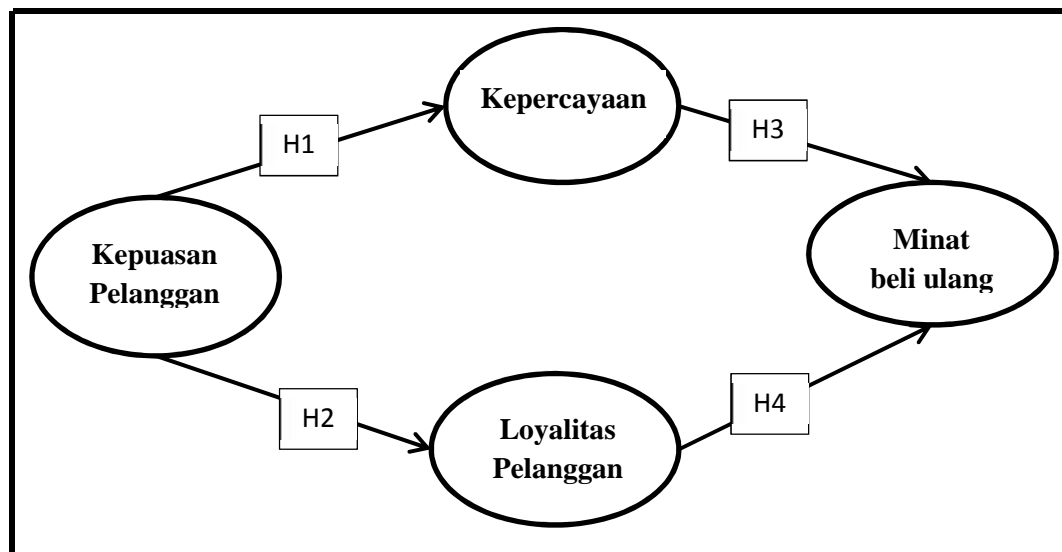 Kepercayaan
H1
H3
Kepuasan
Pelanggan
Minat
beli ulang
H2
H4
Loyalitas
Pelanggan